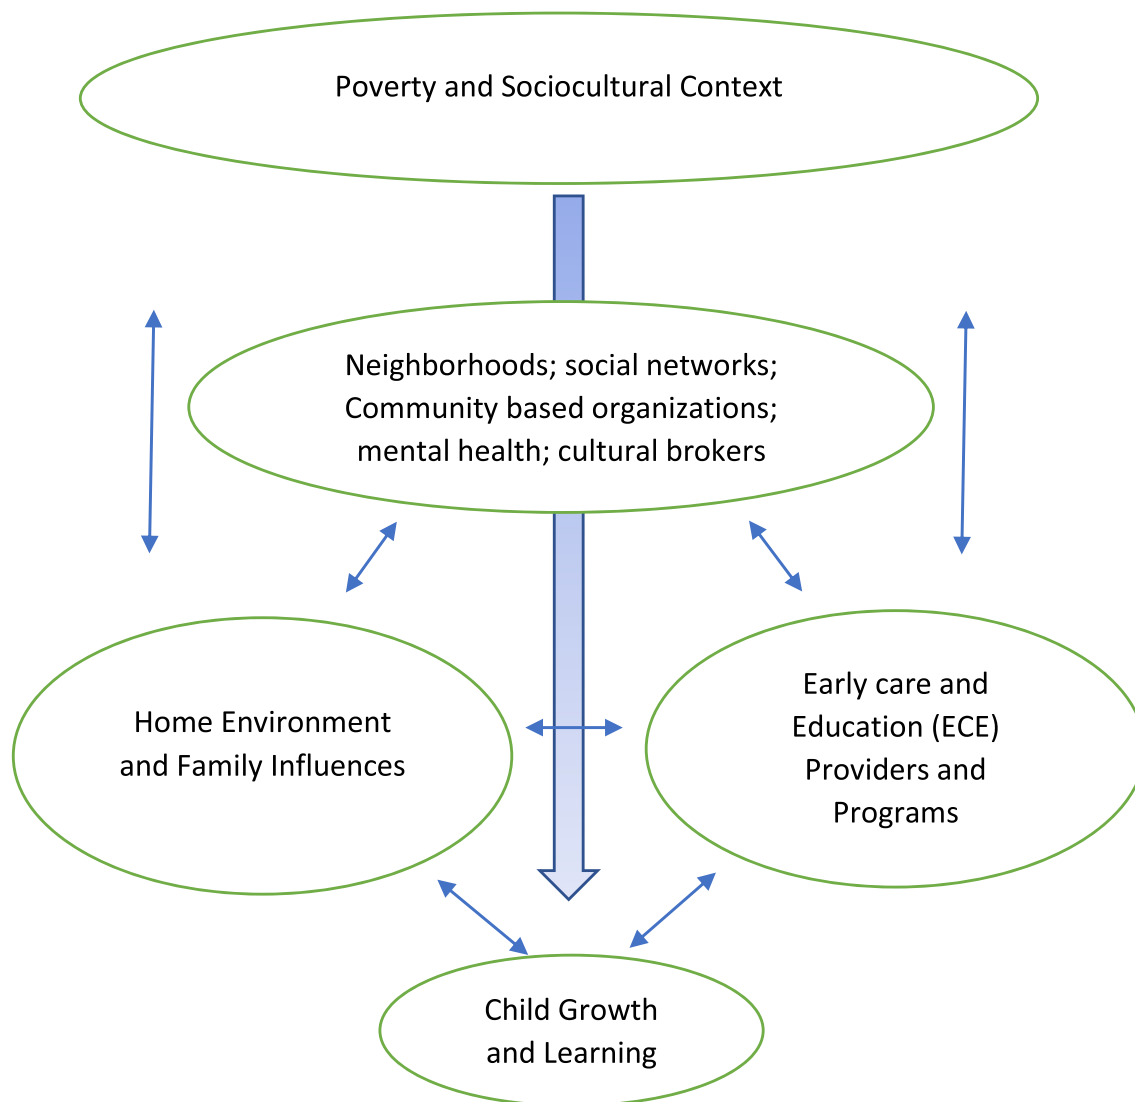 Poverty and Sociocultural Context
Neighborhoods; social networks;
Community based organizations;
mental health; cultural brokers
Home Environment
and Family Influences
Early care and
Education (ECE)
Providers and
Programs
Child Growth
and Learning